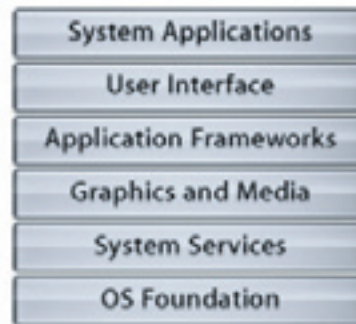 System Applications
User Interface
Application Frameworks
Graphics and Media
System Services
OS Foundation